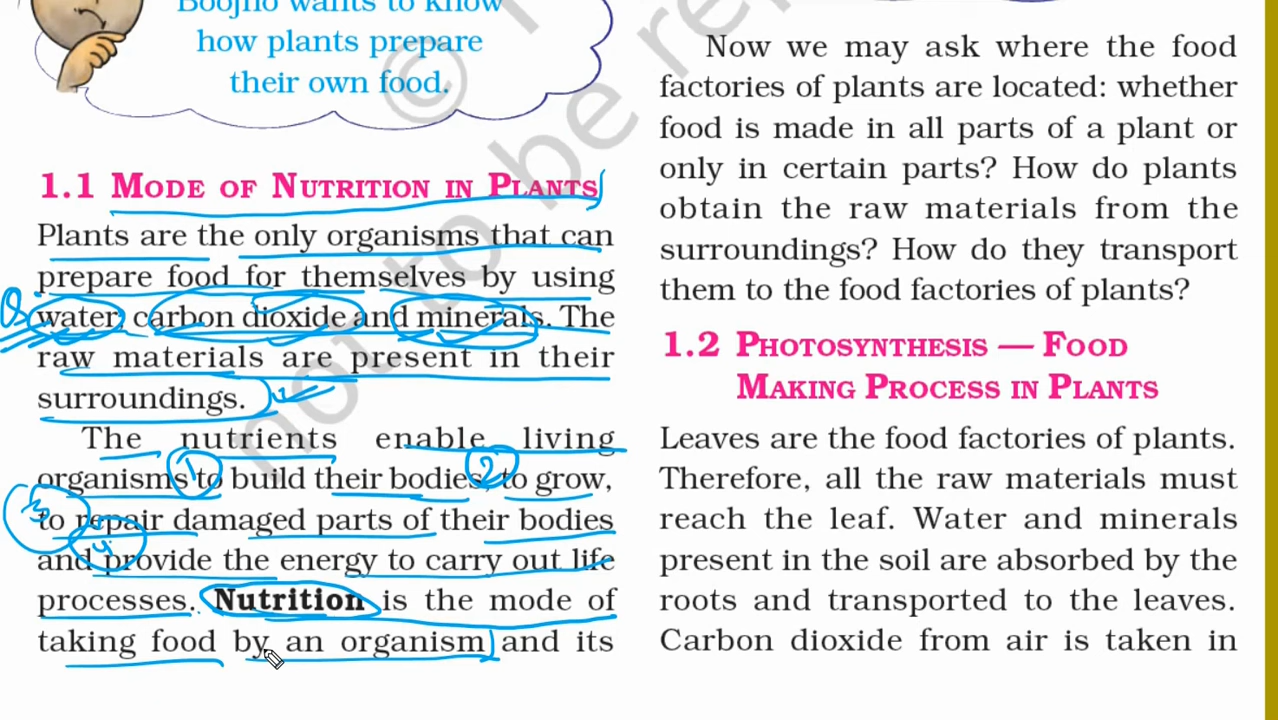 Boojho wants to know
how plants prepare
their own food.
1.1 MODE OF NUTRITION IN PLANTS
Plants are the only organisms that can
prepare food for themselves by using
water, carbon dioxide and minerals. The
raw materials are present in their
surroundings.
The nutrients enable living
organisms to build their bodies, to grow,
to repair damaged parts of their bodies
and provide the energy to carry out life
processes. Nutrition is the mode of
taking food by an organism and its
1
2
3
4
Now we may ask where the food
factories of plants are located: whether
food is made in all parts of a plant or
only in certain parts? How do plants
obtain the raw materials from the
surroundings? How do they transport
them to the food factories of plants?
1.2 PHOTOSYNTHESIS — FOOD
MAKING PROCESS IN PLANTS
Leaves are the food factories of plants.
Therefore, all the raw materials must
reach the leaf. Water and minerals
present in the soil are absorbed by the
roots and transported to the leaves.
Carbon dioxide from air is taken in
© 
not to be re